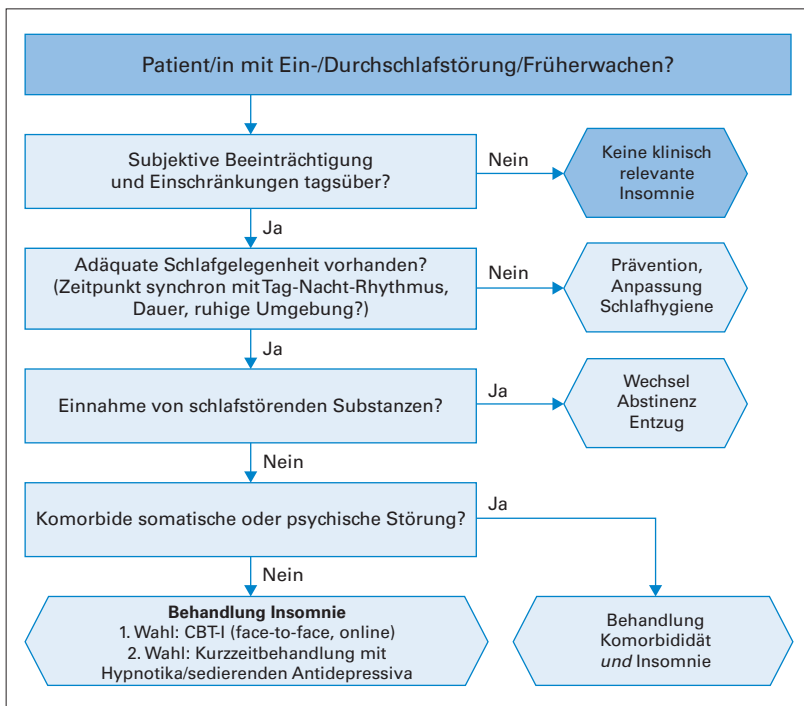 Patient/in mit Ein-/Durchschlafstörung/Früherwachen?
Subjektive Beeinträchtigung
und Einschränkungen tagsüber?
Nein
Keine klinisch
relevante
Insomnie
Ja
Adäquate Schlafgelegenheit vorhanden?
(Zeitpunkt synchron mit Tag-Nacht-Rhythmus,
Dauer, ruhige Umgebung?)
Nein
Prävention,
Anpassung
Schlafhygiene
Ja
Einnahme von schlafstörenden Substanzen?
Ja
Wechsel
Abstinenz
Entzug
Nein
Komorbide somatische oder psychische Störung?
Ja
Nein
Behandlung Insomnie
1. Wahl: CBT-I (face-to-face, online)
2. Wahl: Kurzzeitbehandlung mit
Hypnotika/sedierenden Antidepressiva
Behandlung
Komorbididät
und Insomnie